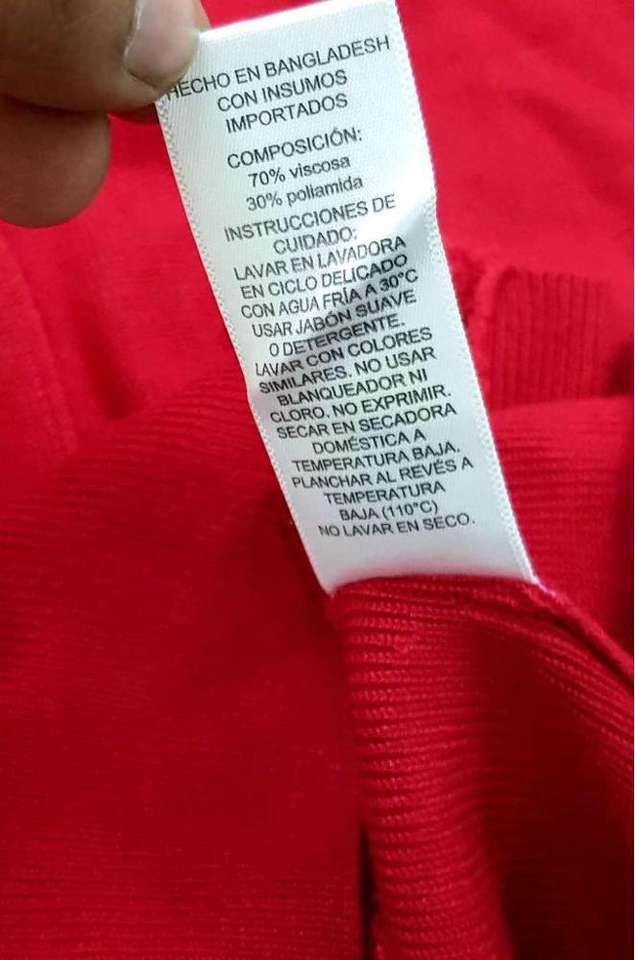 HECHO EN BANGLADESH
CON INSUMOS
IMPORTADOS
COMPOSICIÓN:
70% viscosa
30% poliamida
INSTRUCCIONES DE
CUIDADO:
LAVAR EN LAVADORA
EN CICLO DELICADO
CON AGUA FRÍA A 30°C
USAR JABÓN SUAVE
O DETERGENTE.
LAVAR CON COLORES
SIMILARES. NO USAR
BLANQUEADOR NI
CLORO. NO EXPRIMIR.
SECAR EN SECADORA
DOMÉSTICA A
TEMPERATURA BAJA.
PLANCHAR AL REVÉS A
TEMPERATURA
BAJA (110°C)
NO LAVAR EN SECO.